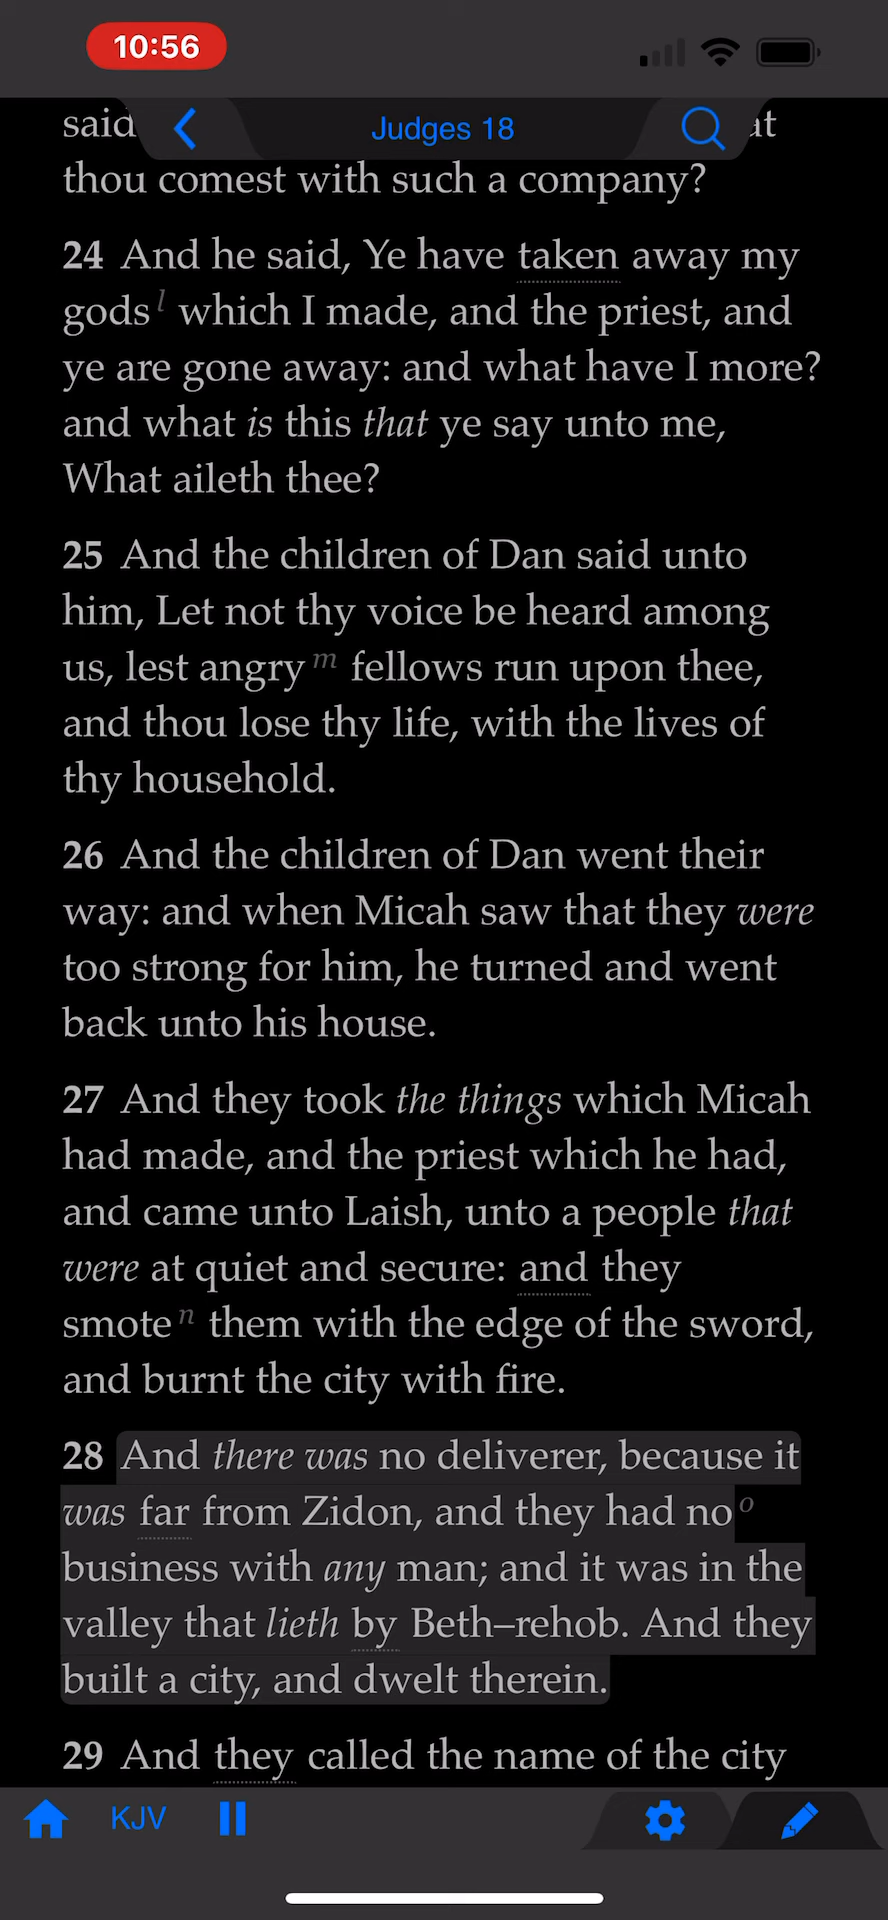 10:56
Judges 18
said at
thou comest with such a company?
24 And he said, Ye have taken away my
gods l which I made, and the priest, and
ye are gone away: and what have I more?
and what is this that ye say unto me,
What aileth thee?
25 And the children of Dan said unto
him, Let not thy voice be heard among
us, lest angry m fellows run upon thee,
and thou lose thy life, with the lives of
thy household.
26 And the children of Dan went their
way: and when Micah saw that they were
too strong for him, he turned and went
back unto his house.
27 And they took the things which Micah
had made, and the priest which he had,
and came unto Laish, unto a people that
were at quiet and secure: and they
smote n them with the edge of the sword,
and burnt the city with fire.
28 And there was no deliverer, because it
was far from Zidon, and they had no o
business with any man; and it was in the
valley that lieth by Beth–rehob. And they
built a city, and dwelt therein.
29 And they called the name of the city
KJV